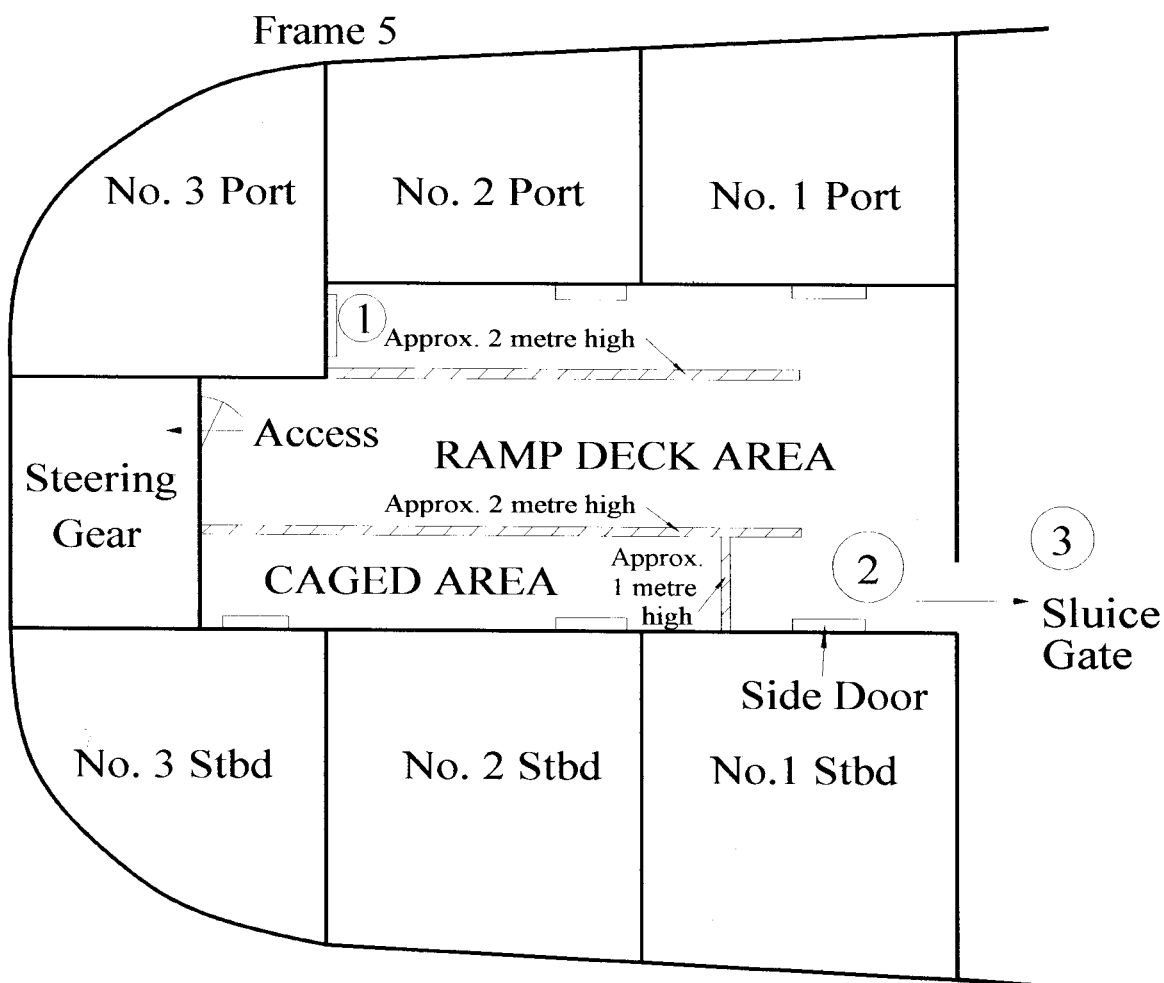 Frame 5
No. 3 Port
No. 2 Port
No. 1 Port
1
Approx. 2 metre high
Access
RAMP DECK AREA
Steering
Gear
Approx. 2 metre high
CAGED AREA
Approx.
1 metre
high
2
3
Sluice
Gate
Side Door
No. 3 Stbd
No. 2 Stbd
No.1 Stbd